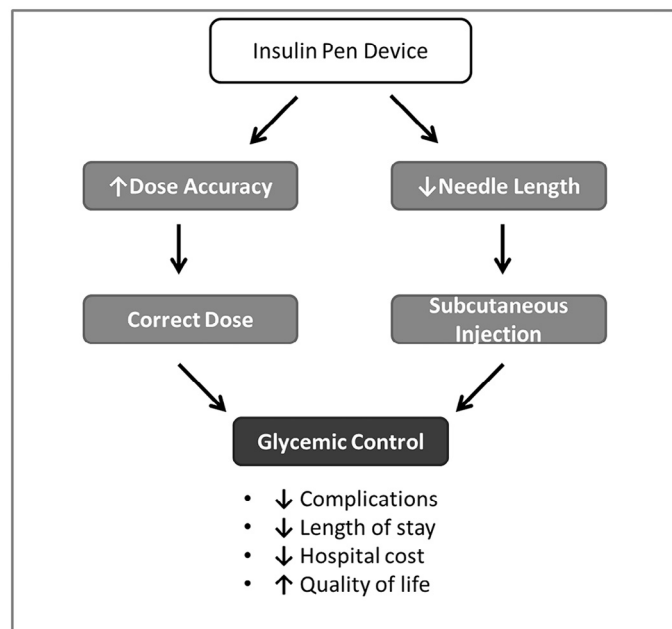 Insulin Pen Device
↑Dose Accuracy
↓Needle Length
Correct Dose
Subcutaneous
Injection
Glycemic Control
• ↓ Complications
• ↓ Length of stay
• ↓ Hospital cost
• ↑ Quality of life